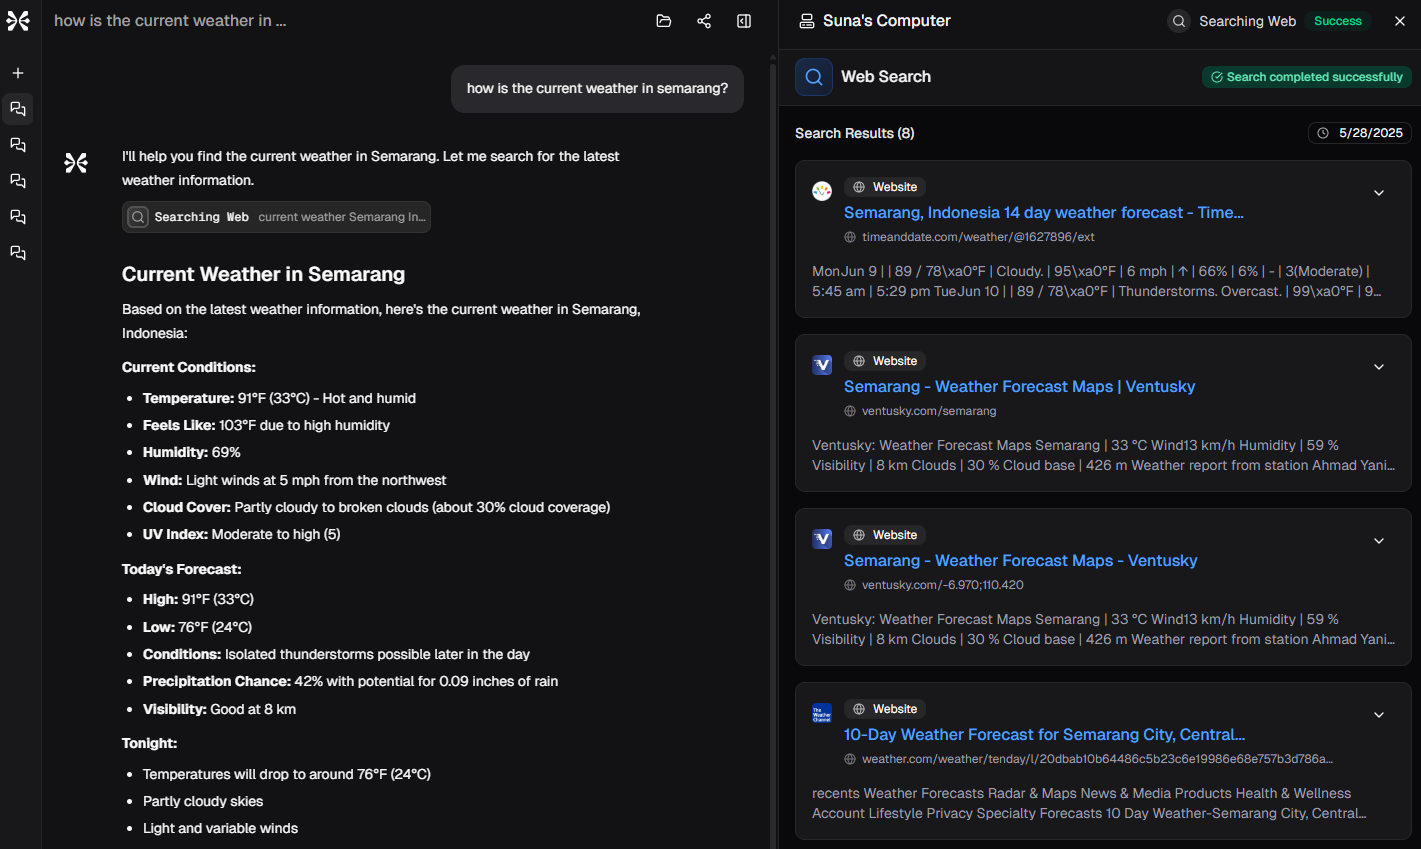 how is the current weather in ...
how is the current weather in semarang?
I'll help you find the current weather in Semarang. Let me search for the latest
weather information.
Searching Web current weather Semarang In...
Current Weather in Semarang
Based on the latest weather information, here's the current weather in Semarang,
Indonesia:
Current Conditions:
• Temperature: 91°F (33°C) - Hot and humid
• Feels Like: 103°F due to high humidity
• Humidity: 69%
• Wind: Light winds at 5 mph from the northwest
• Cloud Cover: Partly cloudy to broken clouds (about 30% cloud coverage)
• UV Index: Moderate to high (5)
Today's Forecast:
• High: 91°F (33°C)
• Low: 76°F (24°C)
• Conditions: Isolated thunderstorms possible later in the day
• Precipitation Chance: 42% with potential for 0.09 inches of rain
• Visibility: Good at 8 km
Tonight:
• Temperatures will drop to around 76°F (24°C)
• Partly cloudy skies
• Light and variable winds
Suna's Computer
Searching Web Success
Web Search
Search completed successfully
Search Results (8)
5/28/2025
Website
Semarang, Indonesia 14 day weather forecast - Time...
timeanddate.com/weather/@1627896/ext
MonJun 9 | | 89 / 78\xa0°F | Cloudy. | 95\xa0°F | 6 mph | ↑ | 66% | 6% | - | 3(Moderate) |
5:45 am | 5:29 pm TueJun 10 | | 89 / 78\xa0°F | Thunderstorms. Overcast. | 99\xa0°F | 9...
Website
Semarang - Weather Forecast Maps | Ventusky
ventusky.com/semarang
Ventusky: Weather Forecast Maps Semarang | 33 °C Wind13 km/h Humidity | 59 %
Visibility | 8 km Clouds | 30 % Cloud base | 426 m Weather report from station Ahmad Yani...
Website
Semarang - Weather Forecast Maps - Ventusky
ventusky.com/-6.970;110.420
Ventusky: Weather Forecast Maps Semarang | 33 °C Wind13 km/h Humidity | 59 %
Visibility | 8 km Clouds | 30 % Cloud base | 426 m Weather report from station Ahmad Yani...
The
Weather
Channel
Website
10-Day Weather Forecast for Semarang City, Central...
weather.com/weather/tenday/l/20dbab10b64486c5b23c6e19986e68e757b3d786a...
recents Weather Forecasts Radar & Maps News & Media Products Health & Wellness
Account Lifestyle Privacy Specialty Forecasts 10 Day Weather-Semarang City, Central...